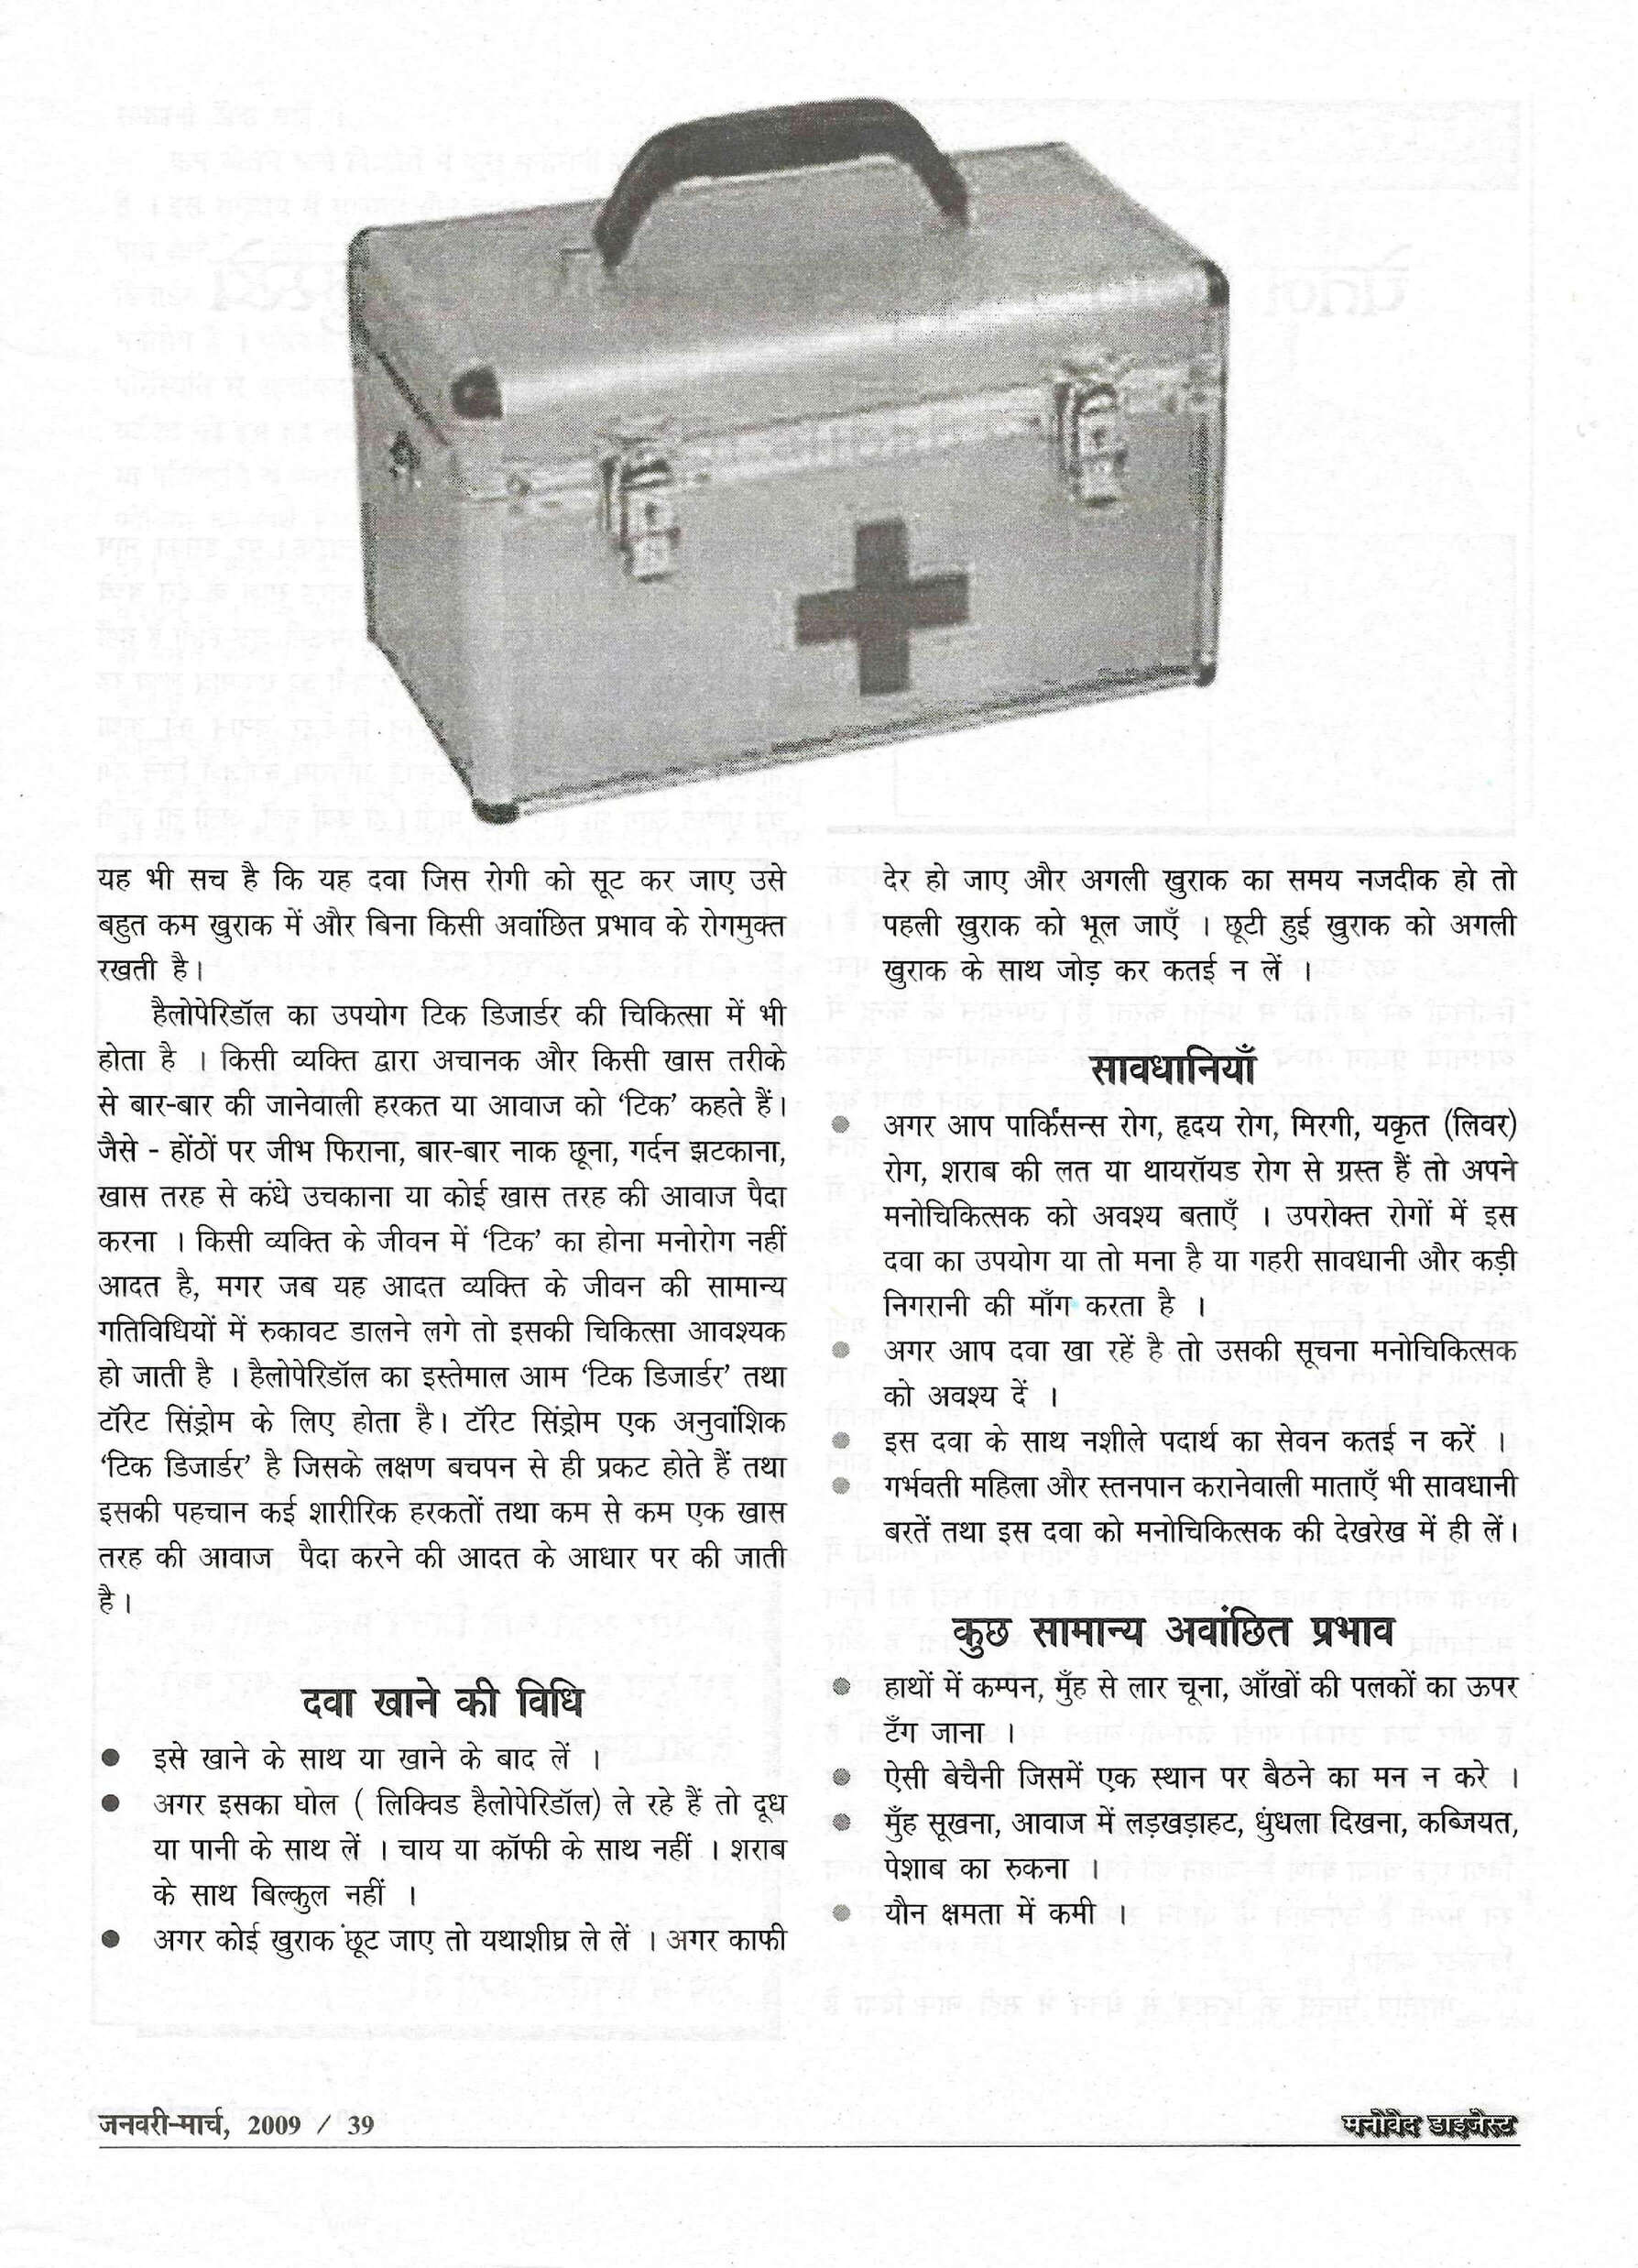 यह भी सच है कि यह दवा जिस रोगी को सूट कर जाए उसे
बहुत कम खुराक में और बिना किसी अवांछित प्रभाव के रोगमुक्त
रखती है।
हैलोपेरिडॉल का उपयोग टिक डिजार्डर की चिकित्सा में भी
होता है । किसी व्यक्ति द्वारा अचानक और किसी खास तरीके
से बार-बार की जानेवाली हरकत या आवाज को ‘टिक’ कहते हैं।
जैसे - होंठों पर जीभ फिराना, बार-बार नाक छूना, गर्दन झटकाना,
खास तरह से कंधे उचकाना या कोई खास तरह की आवाज पैदा
करना । किसी व्यक्ति के जीवन में ‘टिक’ का होना मनोरोग नहीं
आदत है, मगर जब यह आदत व्यक्ति के जीवन की सामान्य
गतिविधियों में रुकावट डालने लगे तो इसकी चिकित्सा आवश्यक
हो जाती है । हैलोपेरिडॉल का इस्तेमाल आम ‘टिक डिजार्डर’ तथा
टॉरेट सिंड्रोम के लिए होता है। टॉरेट सिंड्रोम एक अनुवांशिक
‘टिक डिजार्डर’ है जिसके लक्षण बचपन से ही प्रकट होते हैं तथा
इसकी पहचान कई शारीरिक हरकतों तथा कम से कम एक खास
तरह की आवाज पैदा करने की आदत के आधार पर की जाती
है।
दवा खाने की विधि
● इसे खाने के साथ या खाने के बाद लें ।
● अगर इसका घोल ( लिक्विड हैलोपेरिडॉल) ले रहे हैं तो दूध
या पानी के साथ लें । चाय या कॉफी के साथ नहीं । शराब
के साथ बिल्कुल नहीं ।
● अगर कोई खुराक छूट जाए तो यथाशीघ्र ले लें । अगर काफी
देर हो जाए और अगली खुराक का समय नजदीक हो तो
पहली खुराक को भूल जाएँ । छूटी हुई खुराक को अगली
खुराक के साथ जोड़ कर कतई न लें ।
सावधानियाँ
● अगर आप पार्किंसन्स रोग, हृदय रोग, मिरगी, यकृत (लिवर)
रोग, शराब की लत या थायरॉयड रोग से ग्रस्त हैं तो अपने
मनोचिकित्सक को अवश्य बताएँ । उपरोक्त रोगों में इस
दवा का उपयोग या तो मना है या गहरी सावधानी और कड़ी
निगरानी की माँग करता है ।
● अगर आप दवा खा रहें है तो उसकी सूचना मनोचिकित्सक
को अवश्य दें ।
● इस दवा के साथ नशीले पदार्थ का सेवन कतई न करें ।
● गर्भवती महिला और स्तनपान करानेवाली माताएँ भी सावधानी
बरतें तथा इस दवा को मनोचिकित्सक की देखरेख में ही लें।
कुछ सामान्य अवांछित प्रभाव
● हाथों में कम्पन, मुँह से लार चूना, आँखों की पलकों का ऊपर
टँग जाना ।
● ऐसी बेचैनी जिसमें एक स्थान पर बैठने का मन न करे ।
● मुँह सूखना, आवाज में लड़खड़ाहट, धुंधला दिखना, कब्जियत,
पेशाब का रुकना ।
● यौन क्षमता में कमी ।
जनवरी-मार्च, 2009 / 39
मनोवेद डाइजेस्ट